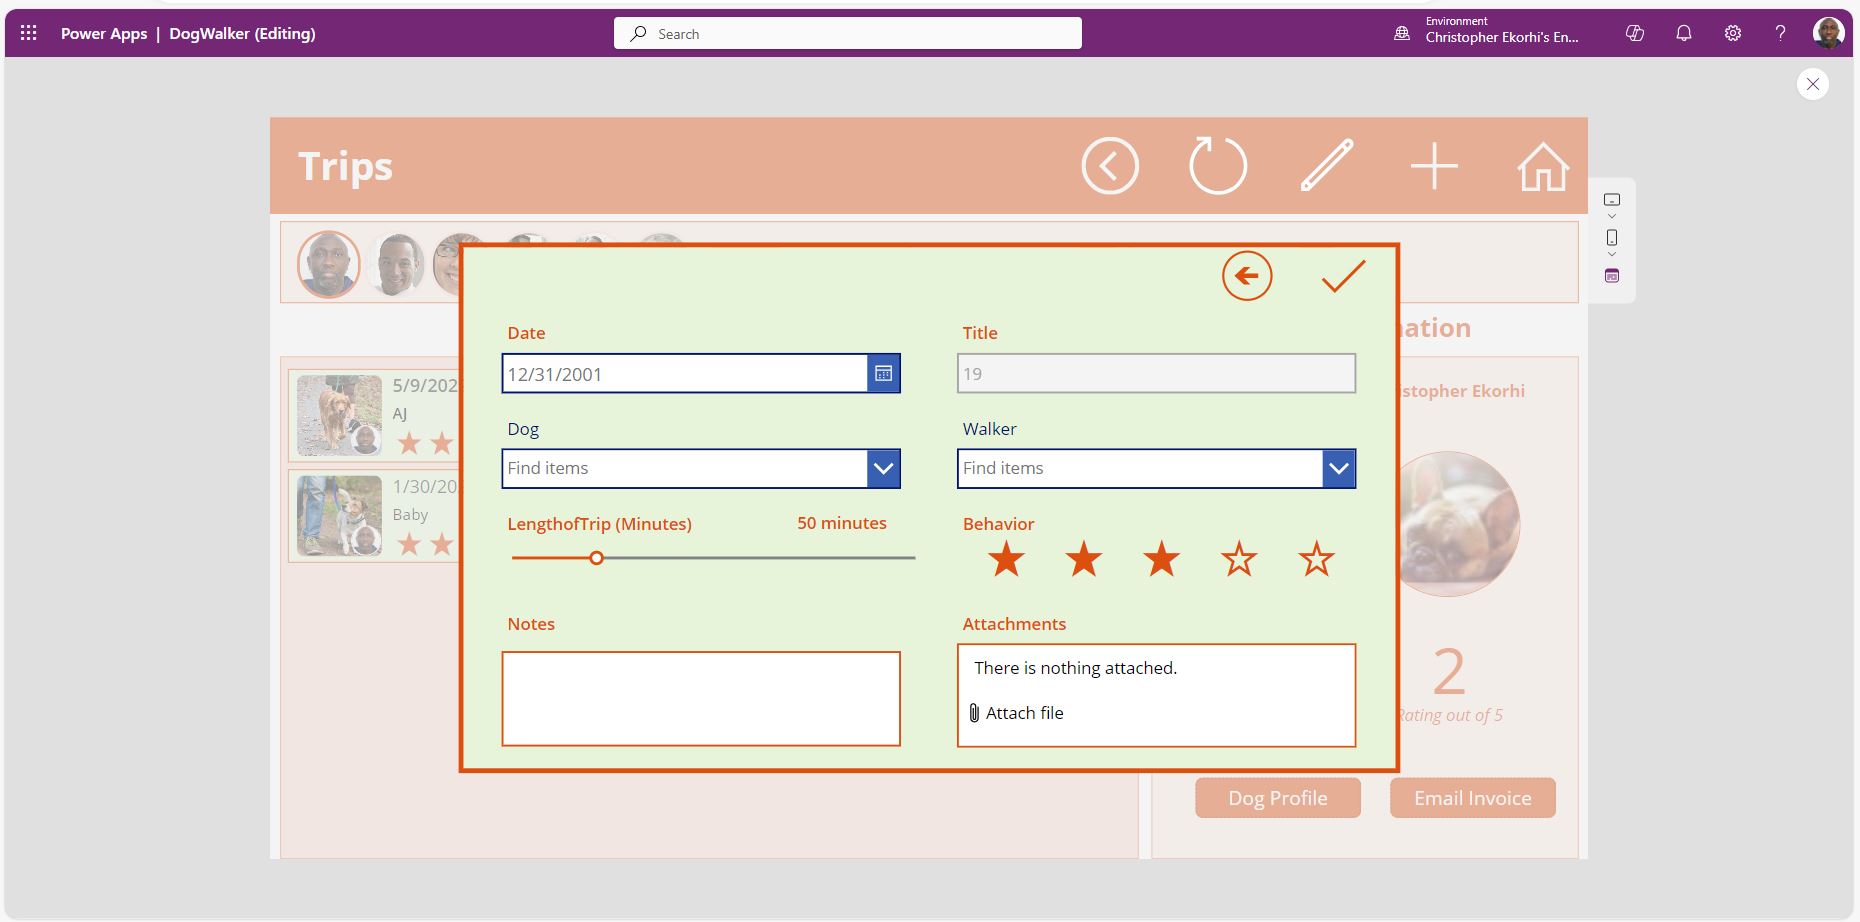 Power Apps | DogWalker (Editing)
Search
Environment
Christopher Ekorhi's En...
Trips
Date
Title
12/31/2001
19
Dog
Walker
Find items
Find items
LengthofTrip (Minutes)
50 minutes
Behavior
Notes
Attachments
There is nothing attached.
Attach file
5/9/202
AJ
1/30/20
Baby
ation
stopher Ekorhi
2
Rating out of 5
Dog Profile
Email Invoice